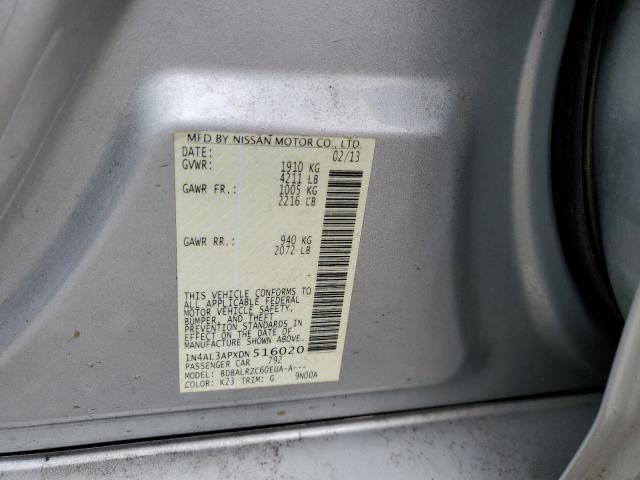 MFD BY NISSAN MOTOR CO., LTD.
DATE: 02/13
GVWR: 1910 KG
4211 LB
GAWR FR.: 1005 KG
2216 LB
GAWR RR.: 940 KG
2072 LB
THIS VEHICLE CONFORMS TO
ALL APPLICABLE FEDERAL
MOTOR VEHICLE SAFETY,
BUMPER, AND THEFT
PREVENTION STANDARDS IN
EFFECT ON THE DATE OF
MANUFACTURE SHOWN ABOVE.
1N4AL3APXDN516020
PASSENGER CAR 792
MODEL: BDBALRZC60EUA-A---
COLOR: K23 TRIM: G 9N00A